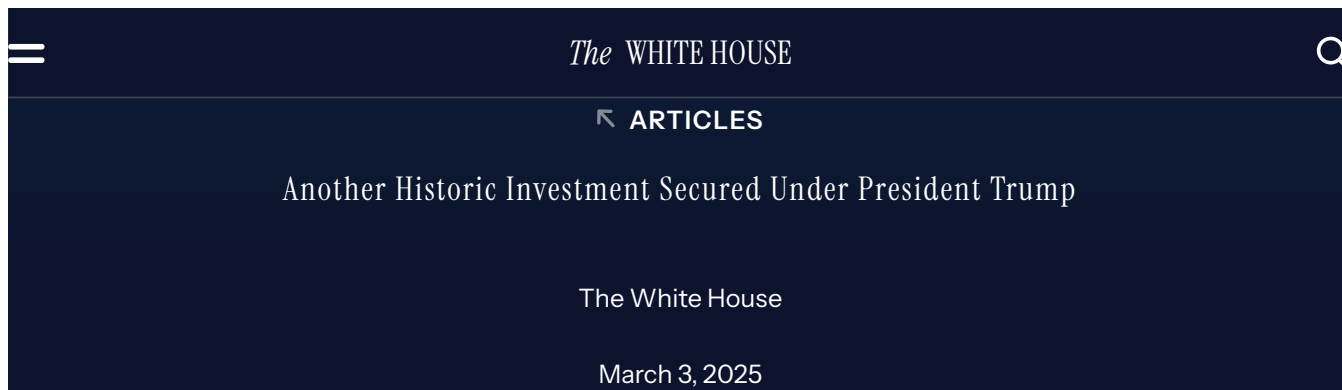 The WHITE HOUSE
ARTICLES
Another Historic Investment Secured Under President Trump
The White House
March 3, 2025